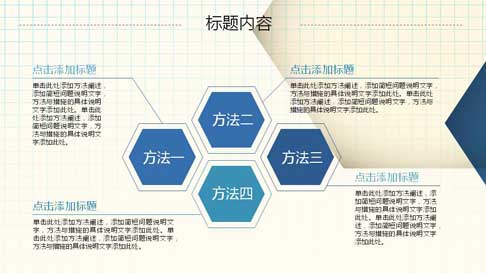 标题内容
点击添加标题
单击此处添加方法阐述，
添加简短问题说明文字，
方法与措施的具体说明
文字添加此处。单击此
处添加方法阐述，添加
简短问题说明文字，方
法与措施的具体说明文
字添加此处。
点击添加标题
单击此处添加方法阐述，添加简短问题说明文字，
方法与措施的具体说明文字添加此处。单击此处添
加方法阐述，添加简短问题说明文字，方法与措
施的具体说明文字添加此处。
方法一
方法二
方法三
方法四
点击添加标题
单击此处添加方法阐述，添加简短问题说明文
字，方法与措施的具体说明文字添加此处。单
击此处添加方法阐述，添加简短问题说明文
字，方法与措施的具体说明文字添加此处。
点击添加标题
单击此处添加方法阐述，添
加简短问题说明文字，方
法与措施的具体说明文字添
加此处。单击此处添加方
法阐述，添加简短问题说明
文字，方法与措施的具体
说明文字添加此处。